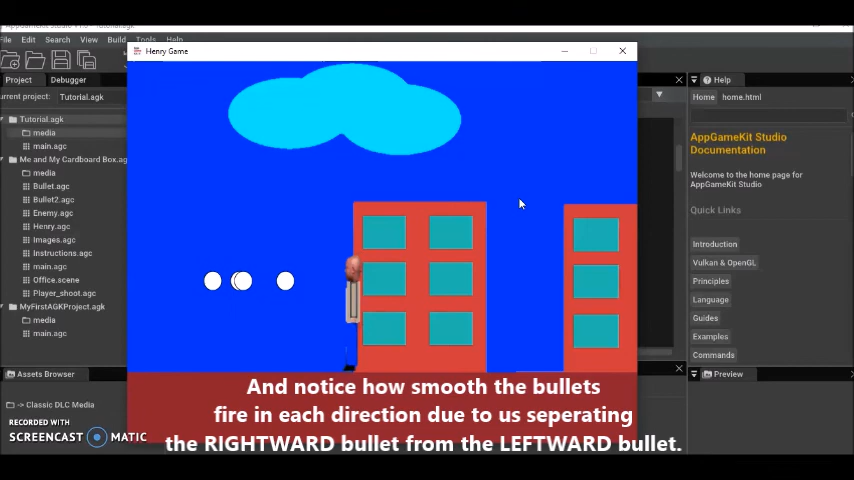 File Edit Search View Build Tools Help
Henry Game
Project Debugger
Help
urrent project: Tutorial.agk
Home home.html
Tutorial.agk
media
main.agc
Me and My Cardboard Box.ag
media
Bullet.agc
Bullet2.agc
Enemy.agc
Henry.agc
Images.agc
Instructions.agc
main.agc
Office.scene
Player_shoot.agc
MyFirstAGKProject.agk
media
main.agc
AppGameKit Studio
Documentation
Welcome to the home page for
AppGameKit Studio
Quick Links
Introduction
Vulkan & OpenGL
Principles
Language
Guides
Examples
Commands
Assets Browser
Preview
-> Classic DLC Media
RECORDED WITH
SCREENCAST MATIC
And notice how smooth the bullets
fire in each direction due to us seperating
the RIGHTWARD bullet from the LEFTWARD bullet.